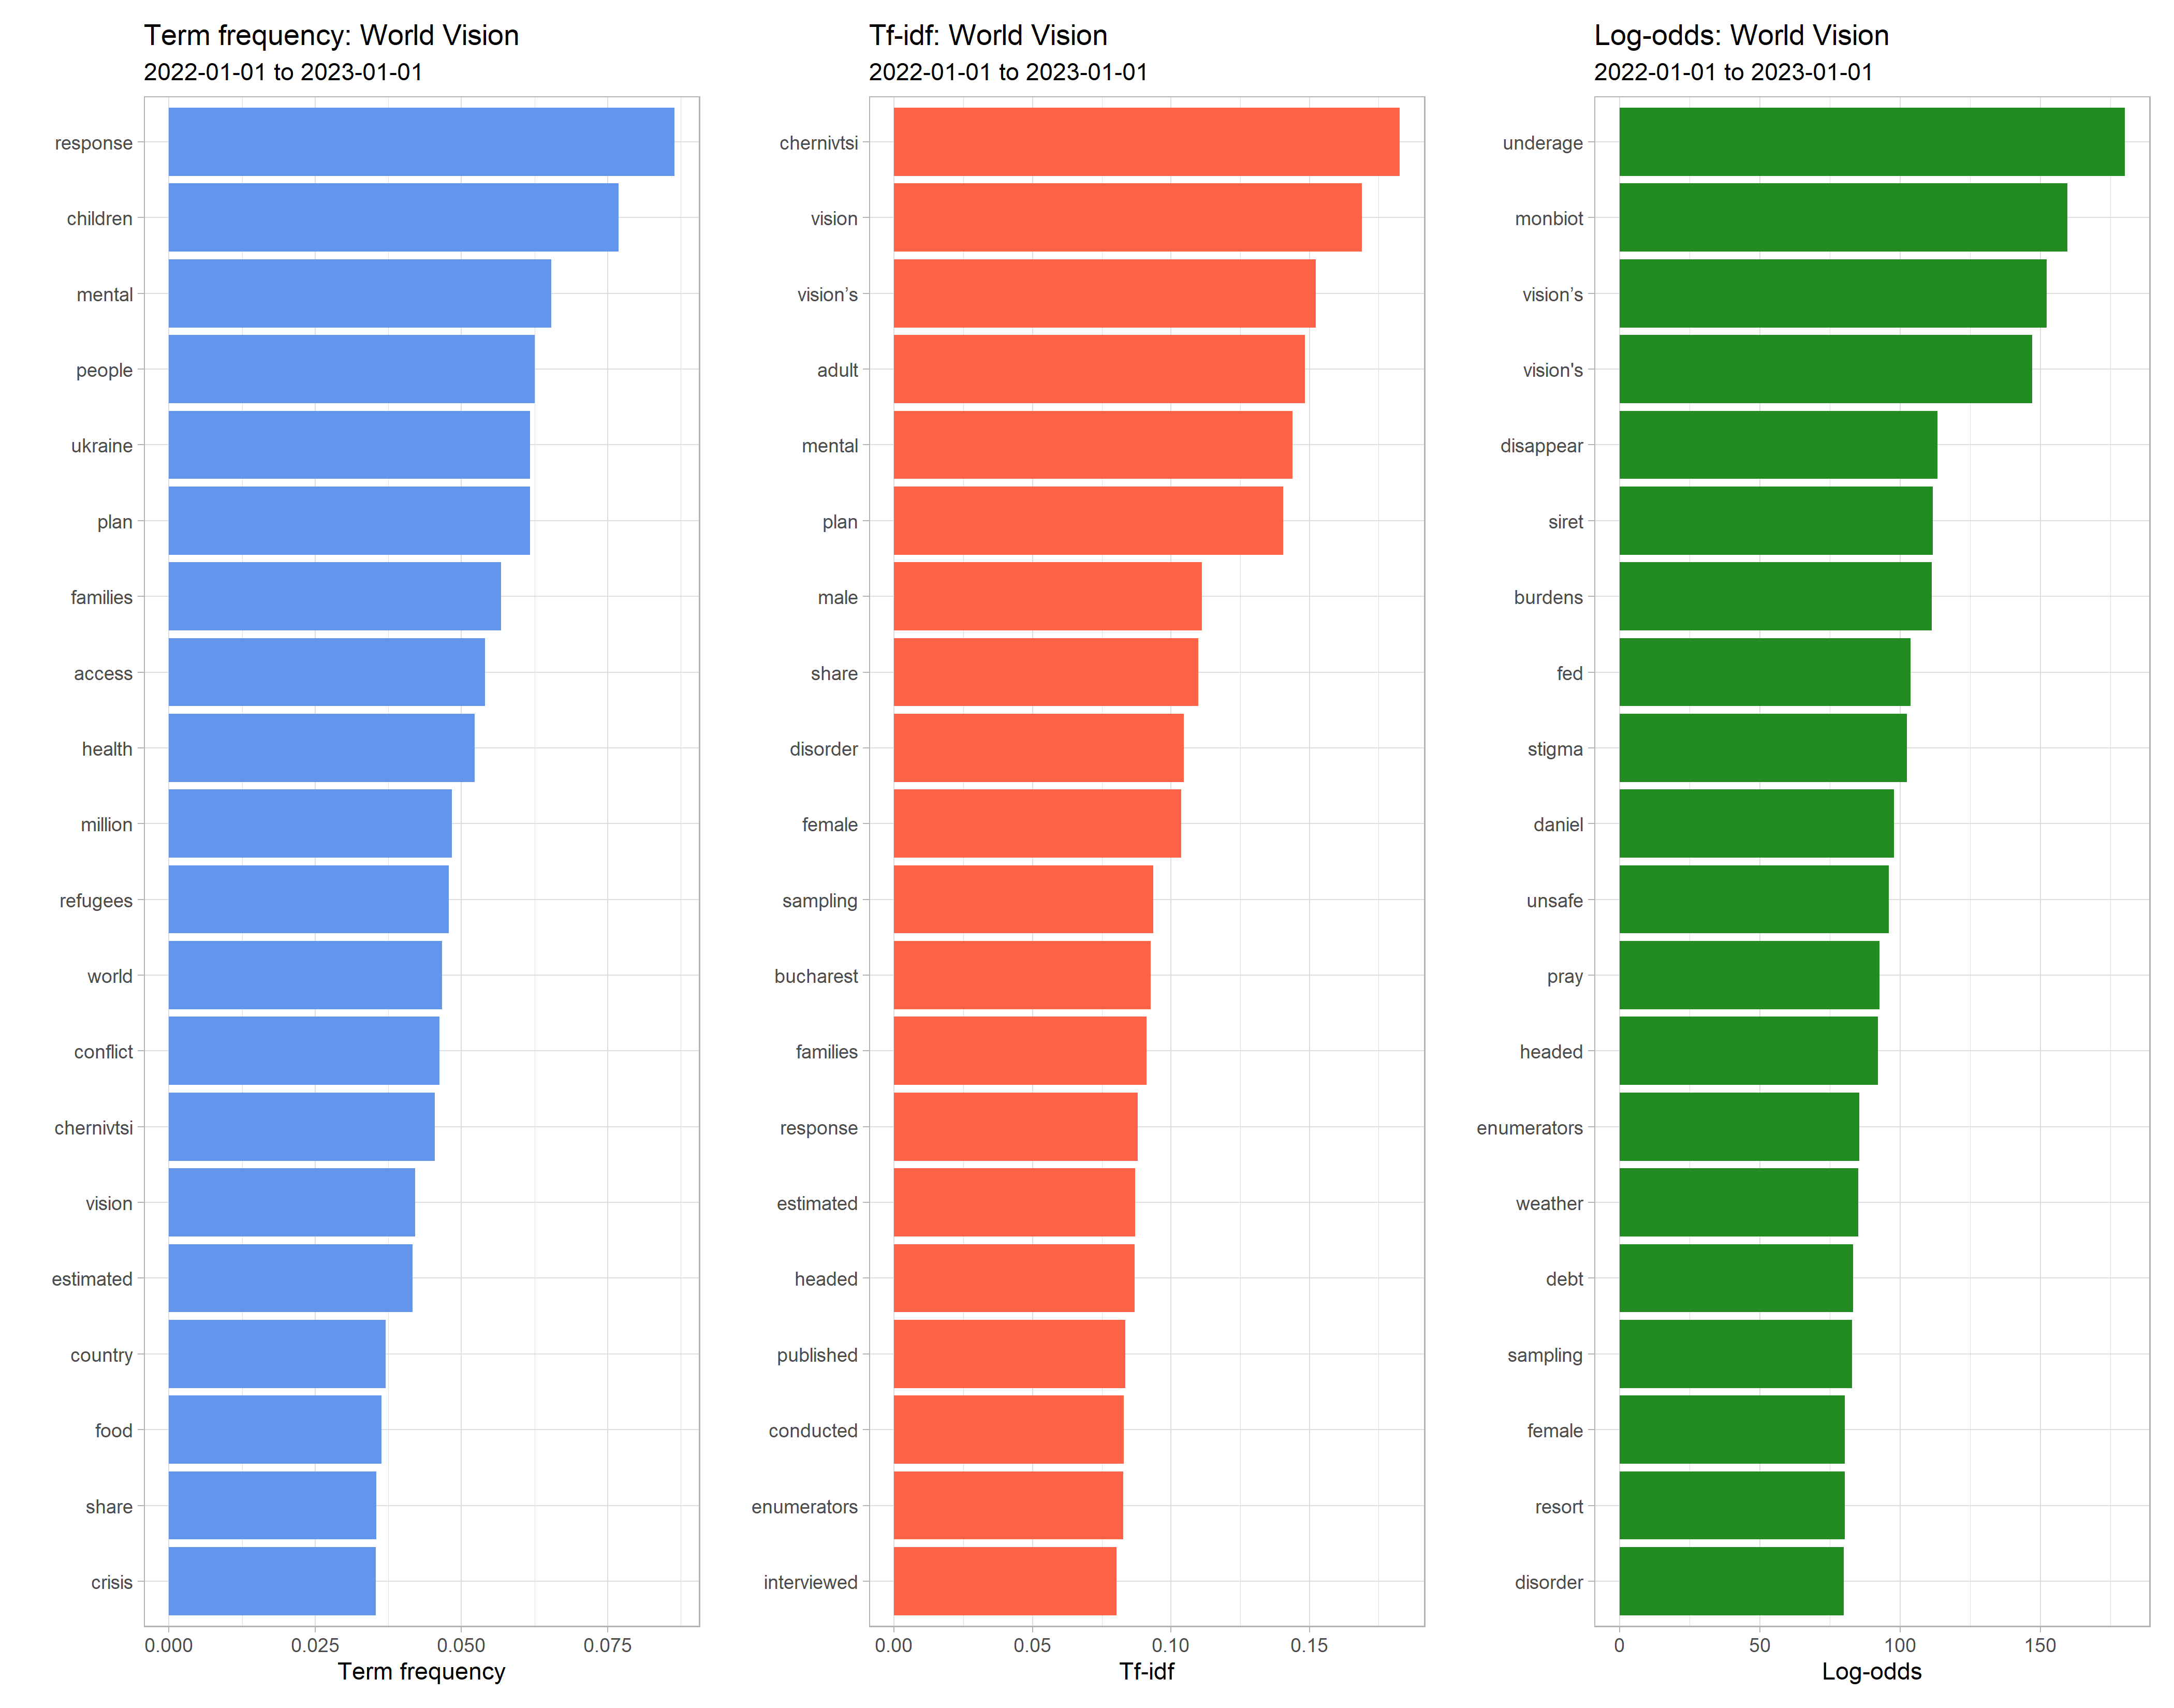 Term frequency: World Vision
2022-01-01 to 2023-01-01
response
children
mental
people
ukraine
plan
families
access
health
million
refugees
world
conflict
chernivtsi
vision
estimated
country
food
share
crisis
0.000 0.025 0.050 0.075
Term frequency
Tf-idf: World Vision
2022-01-01 to 2023-01-01
chernivtsi
vision
vision’s
adult
mental
plan
male
share
disorder
female
sampling
bucharest
families
response
estimated
headed
published
conducted
enumerators
interviewed
0.00 0.05 0.10 0.15
Tf-idf
Log-odds: World Vision
2022-01-01 to 2023-01-01
underage
monbiot
vision’s
vision's
disappear
siret
burdens
fed
stigma
daniel
unsafe
pray
headed
enumerators
weather
debt
sampling
female
resort
disorder
0 50 100 150
Log-odds